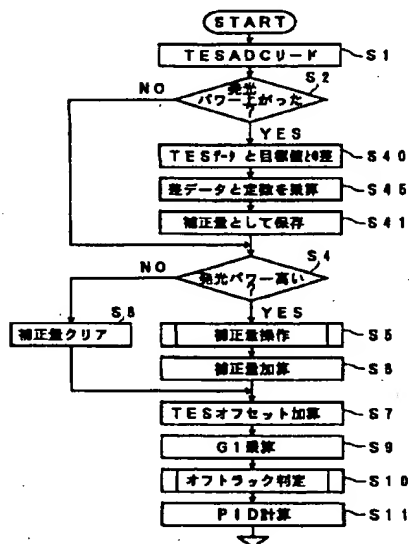 START
TESADCリード
S1
発光
パワー上がった
?
S2
NO
YES
TESデータと目標値との差
S40
差データと定数を乗算
S45
補正量として保存
S41
発光パワー高い
?
S4
NO
YES
補正量クリア
補正量操作
S5
補正量加算
TESオフセット加算
S7
G1乗算
S9
オフトラック判定
S10
PID計算
S11